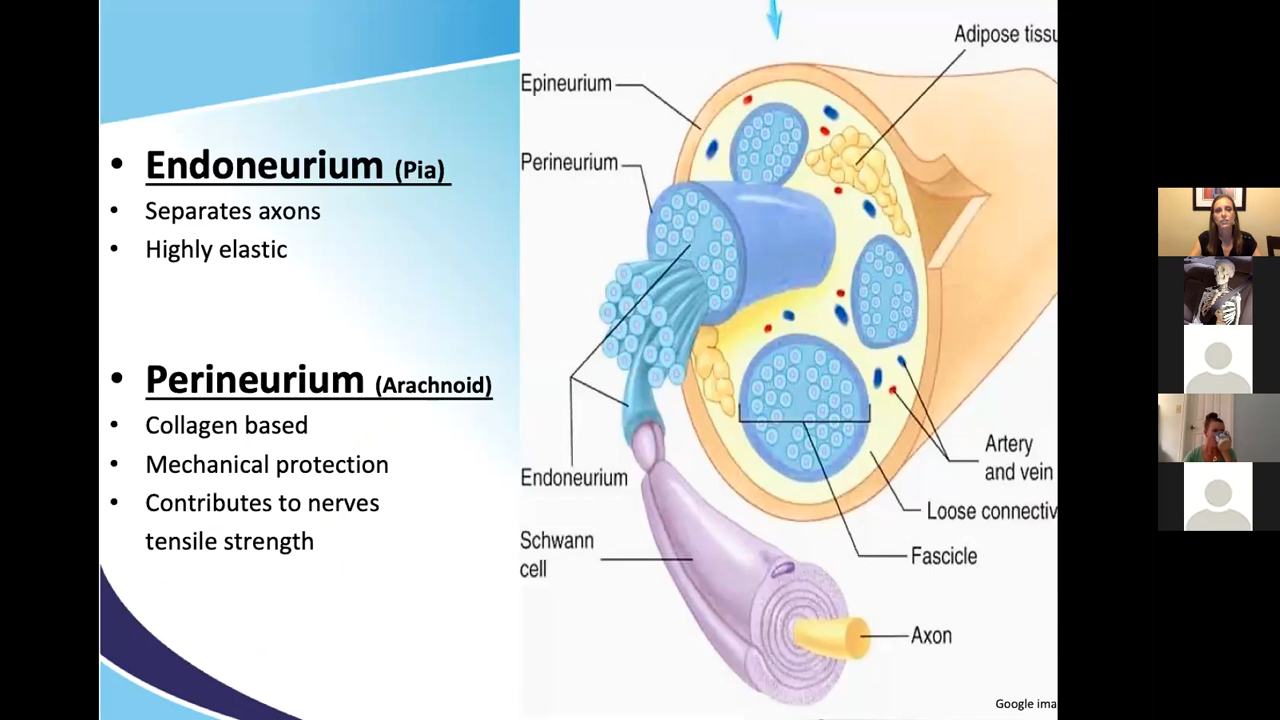 • Endoneurium (Pia)
• Separates axons
• Highly elastic
• Perineurium (Arachnoid)
• Collagen based
• Mechanical protection
• Contributes to nerves
tensile strength
Adipose tissu
Epineurium
Perineurium
Endoneurium
Schwann
cell
Artery
and vein
Loose connectiv
Fascicle
Axon
Google ima